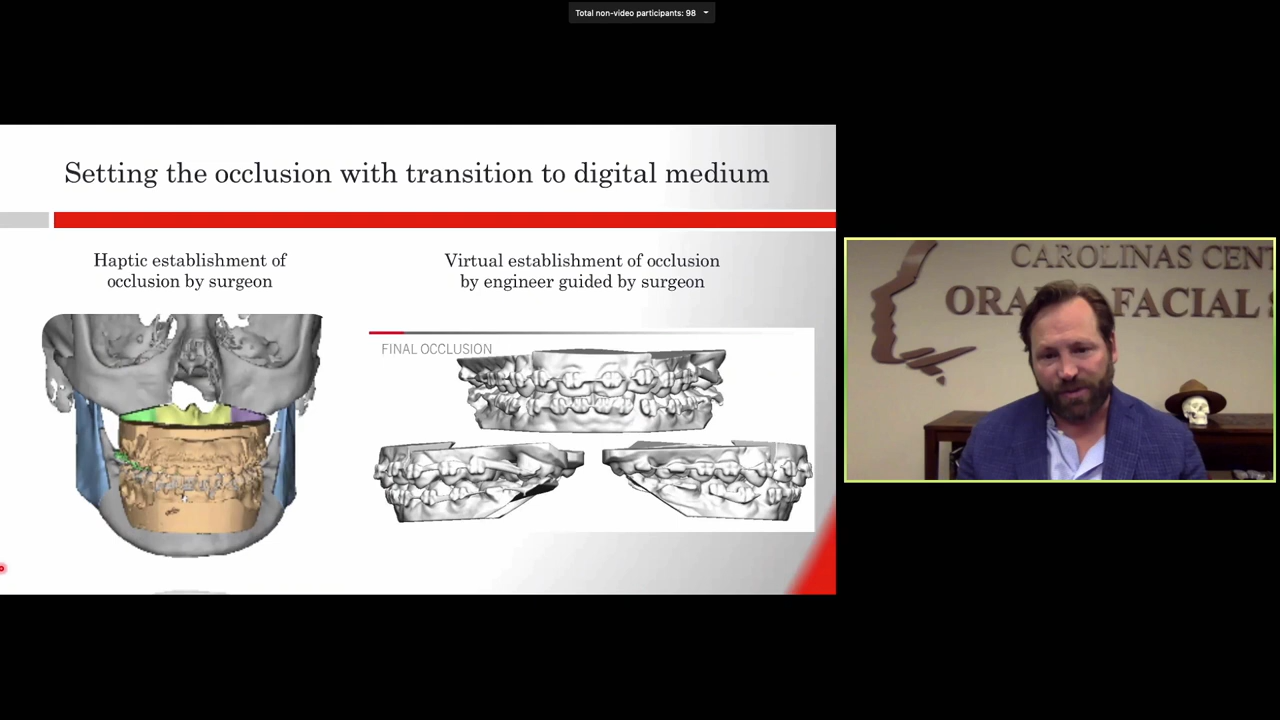 Total non-video participants: 98
Setting the occlusion with transition to digital medium
Haptic establishment of
occlusion by surgeon
Virtual establishment of occlusion
by engineer guided by surgeon
FINAL OCCLUSION
CAROLINAS CENT
ORAL FACIAL S